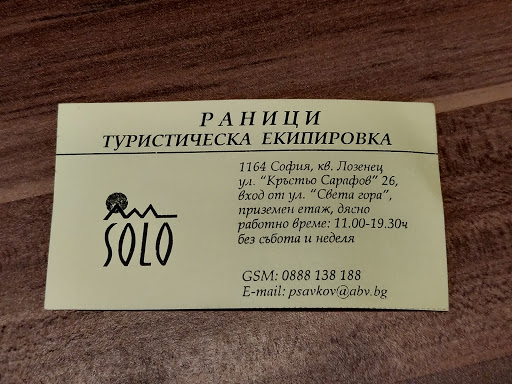 РАНИЦИ
ТУРИСТИЧЕСКА ЕКИПИРОВКА
1164 София, кв. Лозенец
ул. "Кръстьо Сарафов" 26,
вход от ул. "Света гора",
приземен етаж, дясно
работно време: 11.00-19.30ч
без събота и неделя
SOLO
GSM: 0888 138 188
E-mail: psavkov@abv.bg